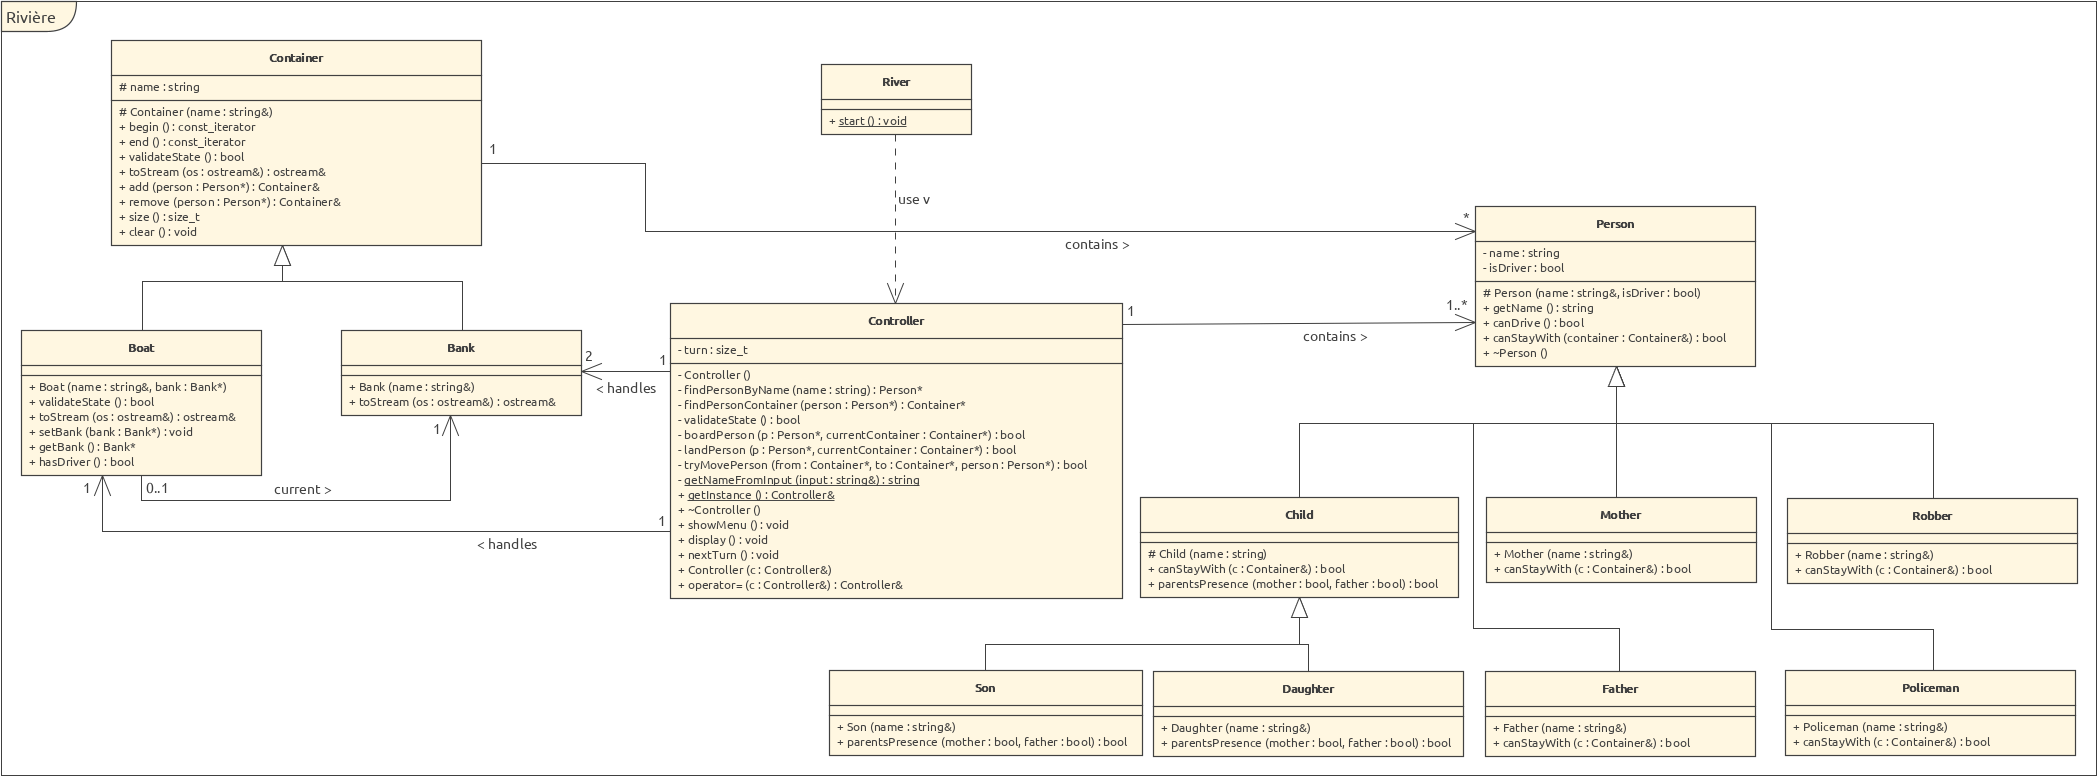 Rivière
Container
# name : string
# Container (name : string&)
+ begin () : const_iterator
+ end () : const_iterator
+ validateState () : bool
+ toStream (os : ostream&) : ostream&
+ add (person : Person*) : Container&
+ remove (person : Person*) : Container&
+ size () : size_t
+ clear () : void
1
River
+ start () : void
use v
contains >
*
Person
- name : string
- isDriver : bool
# Person (name : string&, isDriver : bool)
+ getName () : string
+ canDrive () : bool
+ canStayWith (container : Container&) : bool
+ ~Person ()
1
1..*
contains >
Boat
+ Boat (name : string&, bank : Bank*)
+ validateState () : bool
+ toStream (os : ostream&) : ostream&
+ setBank (bank : Bank*) : void
+ getBank () : Bank*
+ hasDriver () : bool
Bank
+ Bank (name : string&)
+ toStream (os : ostream&) : ostream&
2
1
< handles
1
1
0..1
current >
1
< handles
Controller
- turn : size_t
- Controller ()
- findPersonByName (name : string) : Person*
- findPersonContainer (person : Person*) : Container*
- validateState () : bool
- boardPerson (p : Person*, currentContainer : Container*) : bool
- landPerson (p : Person*, currentContainer : Container*) : bool
- tryMovePerson (from : Container*, to : Container*, person : Person*) : bool
- getNameFromInput (input : string&) : string
+ getInstance () : Controller&
+ ~Controller ()
+ showMenu () : void
+ display () : void
+ nextTurn () : void
+ Controller (c : Controller&)
+ operator= (c : Controller&) : Controller&
Child
# Child (name : string)
+ canStayWith (c : Container&) : bool
+ parentsPresence (mother : bool, father : bool) : bool
Mother
+ Mother (name : string&)
+ canStayWith (c : Container&) : bool
Robber
+ Robber (name : string&)
+ canStayWith (c : Container&) : bool
Son
+ Son (name : string&)
+ parentsPresence (mother : bool, father : bool) : bool
Daughter
+ Daughter (name : string&)
+ parentsPresence (mother : bool, father : bool) : bool
Father
+ Father (name : string&)
+ canStayWith (c : Container&) : bool
Policeman
+ Policeman (name : string&)
+ canStayWith (c : Container&) : bool